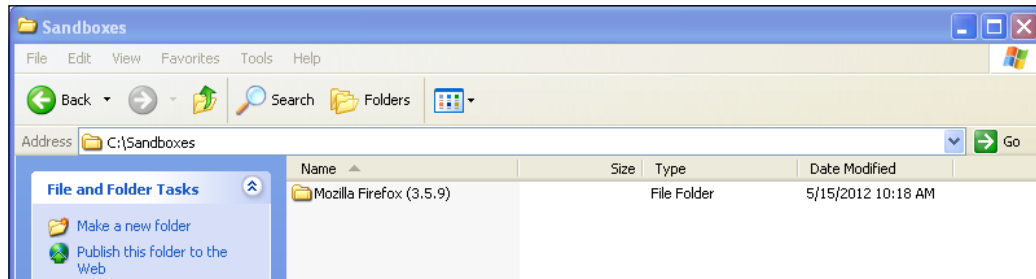 Sandboxes
File Edit View Favorites Tools Help
Back Search Folders
Address C:\Sandboxes Go
Name Size Type Date Modified
File and Folder Tasks
Mozilla Firefox (3.5.9) File Folder 5/15/2012 10:18 AM
Make a new folder
Publish this folder to the
Web